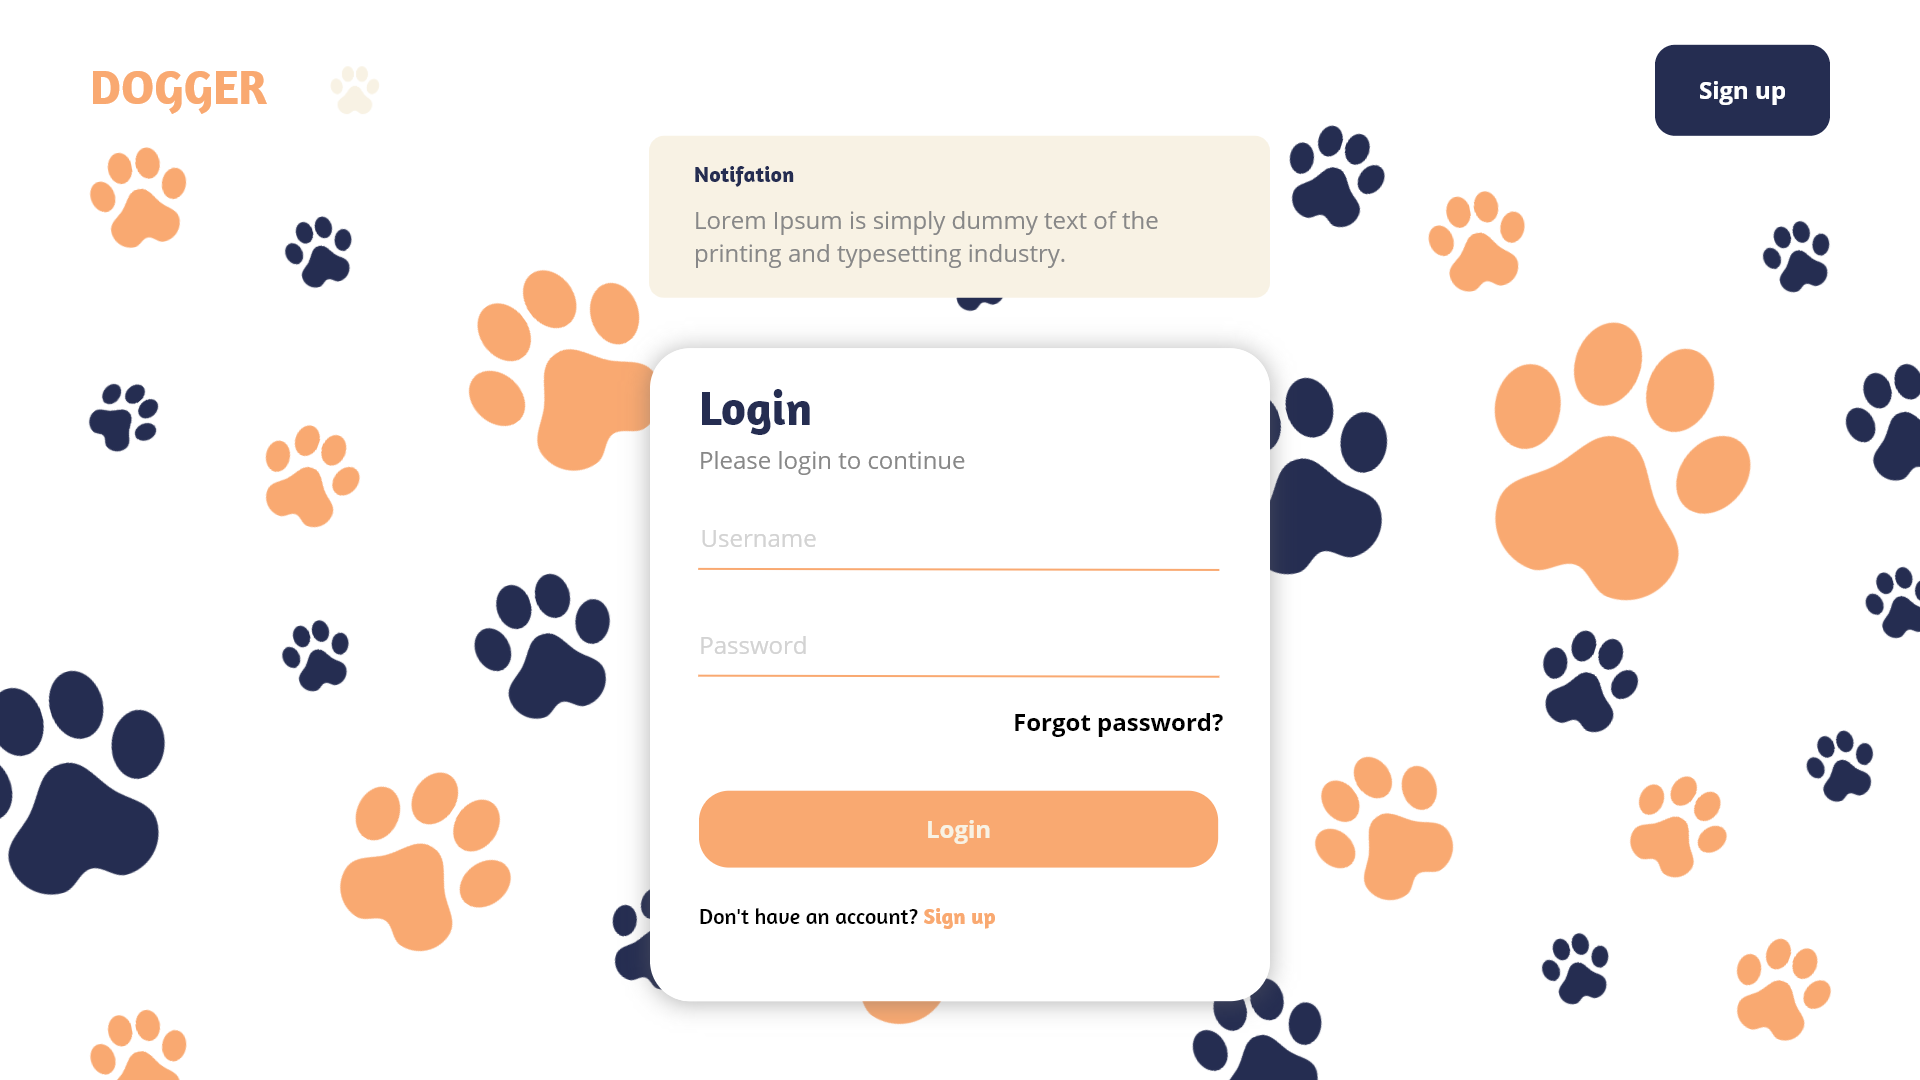 DOGGER
Sign up
Notifation
Lorem Ipsum is simply dummy text of the
printing and typesetting industry.
Login
Please login to continue
Username
Password
Forgot password?
Login
Don't have an account? Sign up